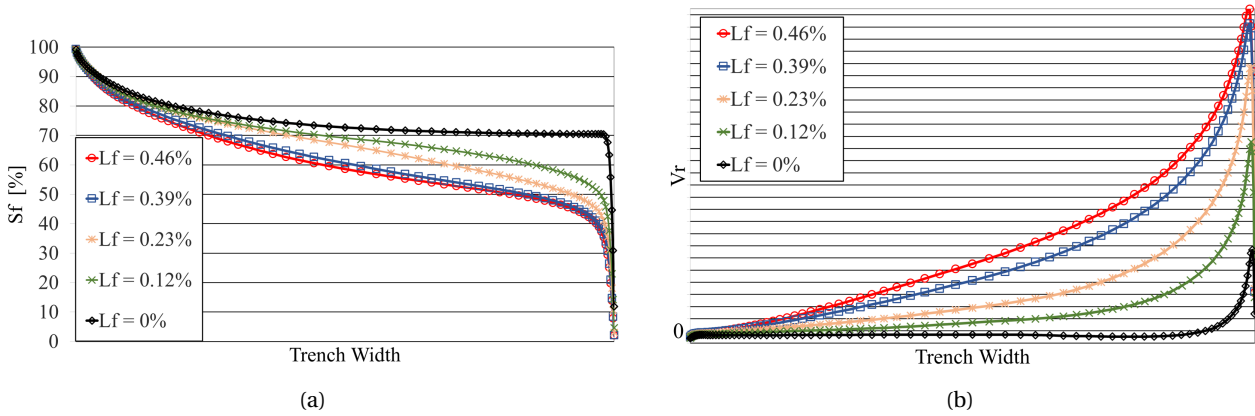 100
90
80
70
60
50
40
30
20
10
0
Sf [%]
Lf = 0.46%
Lf = 0.39%
Lf = 0.23%
Lf = 0.12%
Lf = 0%
Trench Width
(a)
Lf = 0.46%
Lf = 0.39%
Lf = 0.23%
Lf = 0.12%
Lf = 0%
Vr
0
Trench Width
(b)